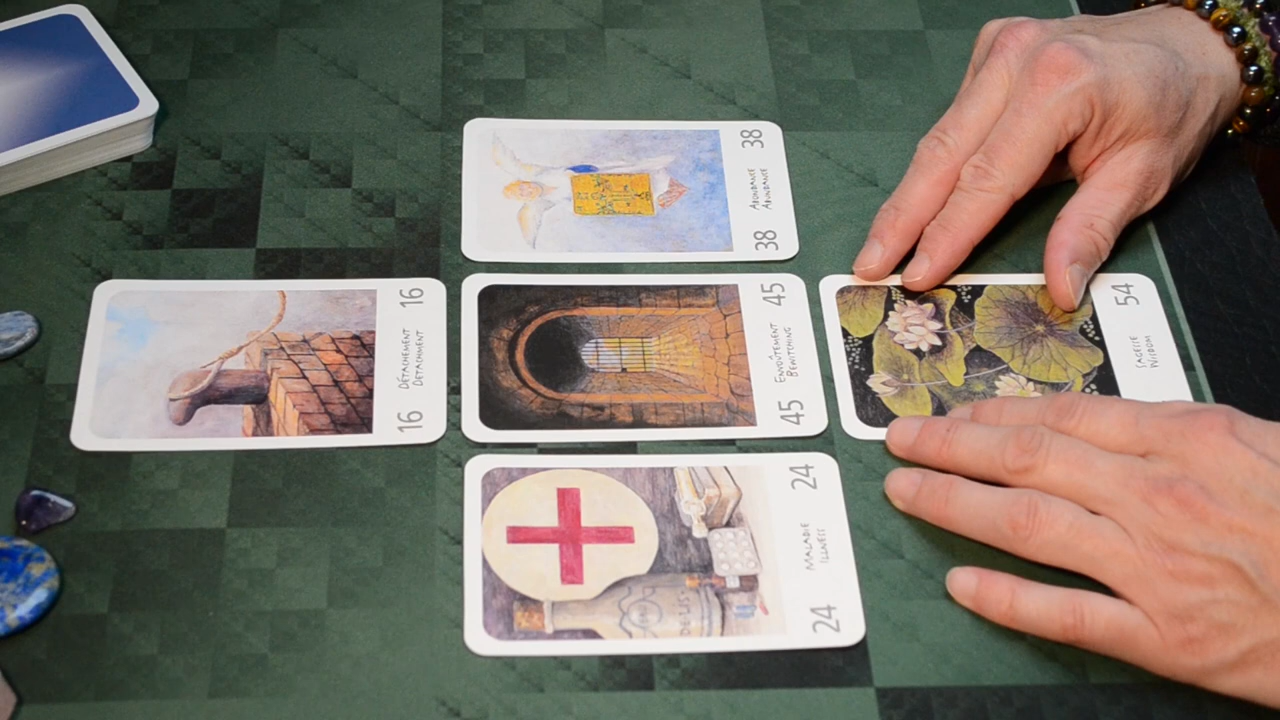 38
ABONDANCE
ABUNDANCE
38
16
DÉTACHEMENT
DETACHMENT
16
45
ENVOÛTEMENT
BEWITCHING
45
54
SAGESSE
WISDOM
24
MALADIE
ILLNESS
24